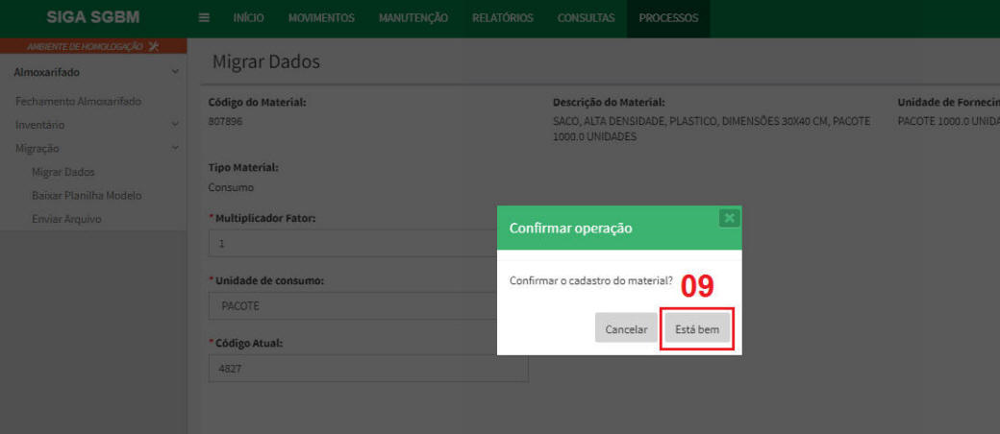 SIGA SGBM
INÍCIO MOVIMENTOS MANUTENÇÃO RELATÓRIOS CONSULTAS PROCESSOS
AMBIENTE DE HOMOLOGAÇÃO
Almoxarifado
Fechamento Almoxarifado
Inventário
Migração
Migrar Dados
Baixar Planilha Modelo
Enviar Arquivo
Migrar Dados
Código do Material:
807896
Descrição do Material:
SACO, ALTA DENSIDADE, PLASTICO, DIMENSÕES 30X40 CM, PACOTE
1000.0 UNIDADES
Unidade de Fornecin
PACOTE 1000.0 UNIDA
Tipo Material:
Consumo
* Multiplicador Fator:
1
* Unidade de consumo:
PACOTE
* Código Atual:
4827
Confirmar operação
Confirmar o cadastro do material?
09
Cancelar Está bem